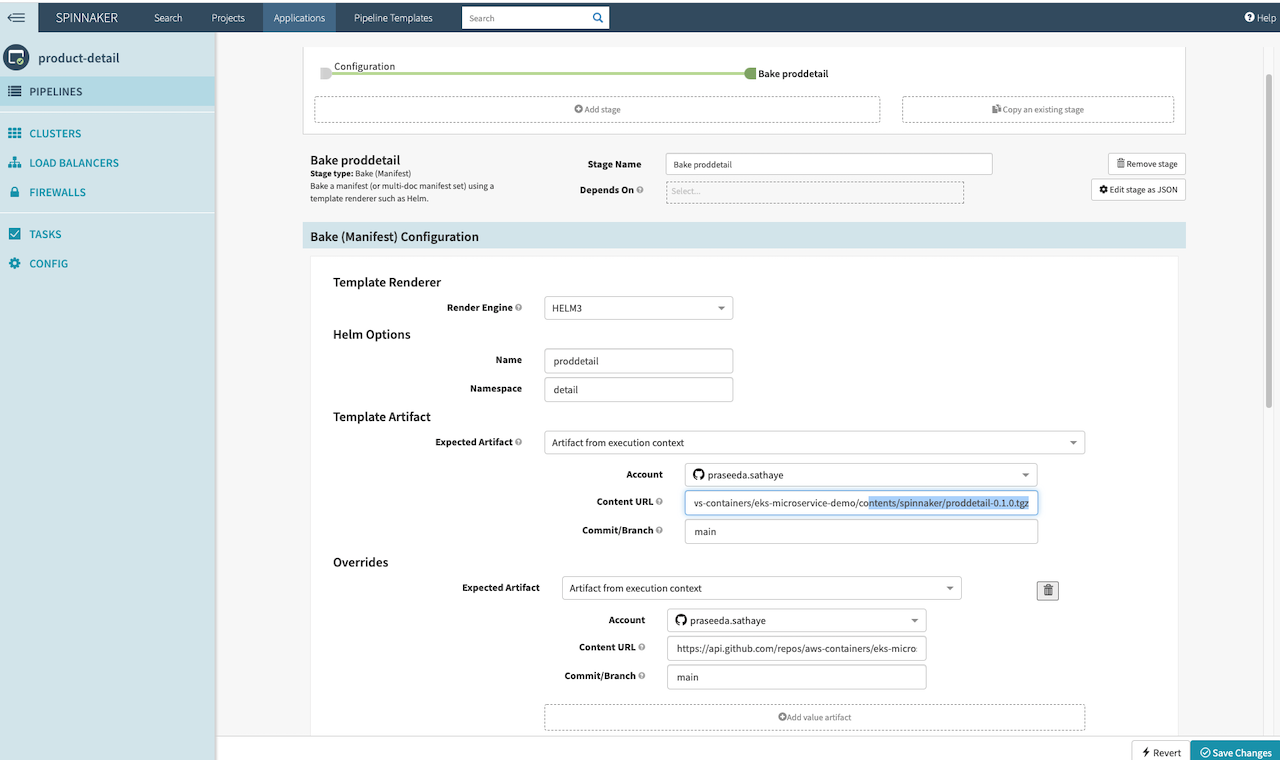 SPINNAKER Search Projects Applications Pipeline Templates Search Help
product-detail
PIPELINES
CLUSTERS
LOAD BALANCERS
FIREWALLS
TASKS
CONFIG
Configuration
Bake proddetail
Add stage
Copy an existing stage
Bake proddetail
Stage type: Bake (Manifest)
Bake a manifest (or multi-doc manifest set) using a
template renderer such as Helm.
Stage Name Bake proddetail
Depends On Select...
Remove stage
Edit stage as JSON
Bake (Manifest) Configuration
Template Renderer
Render Engine HELM3
Helm Options
Name proddetail
Namespace detail
Template Artifact
Expected Artifact Artifact from execution context
Account praseeda.sathaye
Content URL vs-containers/eks-microservice-demo/contents/spinnaker/proddetail-0.1.0.tgz
Commit/Branch main
Overrides
Expected Artifact Artifact from execution context
Account praseeda.sathaye
Content URL https://api.github.com/repos/aws-containers/eks-micro
Commit/Branch main
Add value artifact
Revert Save Changes